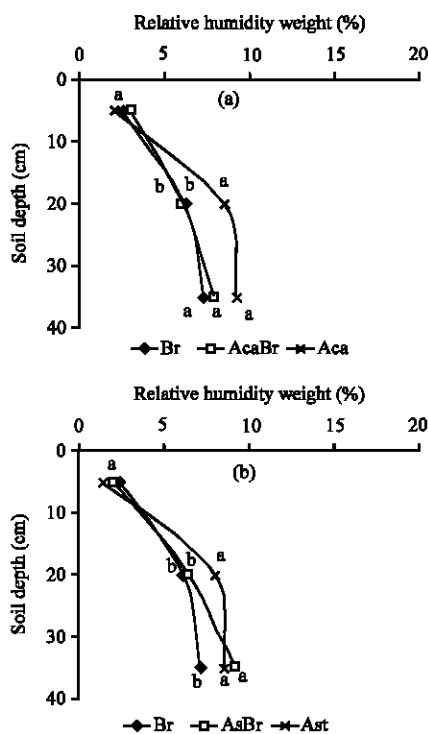 Relative humidity weight (%)
0 5 10 15 20
0
a (a)
10
b b a
20
Soil depth (cm)
30
a a a
40
Br AcaBr Aca
Relative humidity weight (%)
0 5 10 15 20
0
a (b)
10
b b a
20
Soil depth (cm)
30
b a a
40
Br AsBr Ast